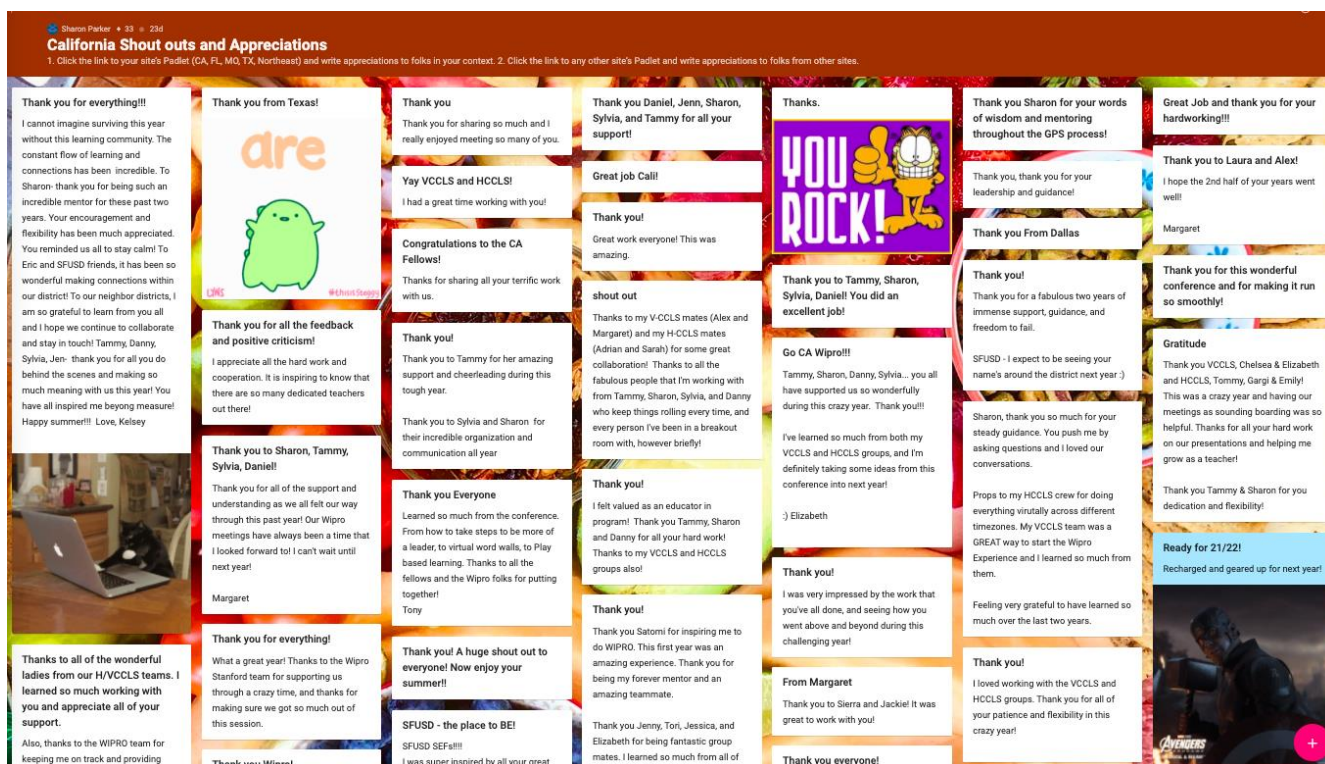 Sharon Parker + 33 • 23d
California Shout outs and Appreciations
1. Click the link to your site's Padlet (CA, FL, MO, TX, Northeast) and write appreciations to folks in your context. 2. Click the link to any other site's Padlet and write appreciations to folks from other sites.
Thank you for everything!!!
I cannot imagine surviving this year
without this learning community. The
constant flow of learning and
connections has been incredible. To
Sharon- thank you for being such an
incredible mentor for these past two
years. Your encouragement and
flexibility has been much appreciated.
You reminded us all to stay calm! To
Eric and SFUSD friends, it has been so
wonderful making connections within
our district! To our neighbor districts, I
am so grateful to learn from you all
and I hope we continue to collaborate
and stay in touch! Tammy, Danny,
Sylvia, Jen- thank you for all you do
behind the scenes and making so
much meaning with us this year! You
have all inspired me beyong measure!
Happy summer!!! Love, Kelsey
Thanks to all of the wonderful
ladies from our H/VCCLS teams. I
learned so much working with
you and appreciate all of your
support.
Also, thanks to the WIPRO team for
keeping me on track and providing
Thank you from Texas!
are
LINE
#thisisSteggy
Thank you for all the feedback
and positive criticism!
I appreciate all the hard work and
cooperation. It is inspiring to know that
there are so many dedicated teachers
out there!
Thank you to Sharon, Tammy,
Sylvia, Daniel!
Thank you for all of the support and
understanding as we all felt our way
through this past year! Our Wipro
meetings have always been a time that
I looked forward to! I can't wait until
next year!
Margaret
Thank you for everything!
What a great year! Thanks to the Wipro
Stanford team for supporting us
through a crazy time, and thanks for
making sure we got so much out of
this session.
Thank you Wipro!
Thank you
Thank you for sharing so much and I
really enjoyed meeting so many of you.
Yay VCCLS and HCCLS!
I had a great time working with you!
Congratulations to the CA
Fellows!
Thanks for sharing all your terrific work
with us.
Thank you!
Thank you to Tammy for her amazing
support and cheerleading during this
tough year.
Thank you to Sylvia and Sharon for
their incredible organization and
communication all year
Thank you Everyone
Learned so much from the conference.
From how to take steps to be more of
a leader, to virtual word walls, to Play
based learning. Thanks to all the
fellows and the Wipro folks for putting
together!
Tony
Thank you! A huge shout out to
everyone! Now enjoy your
summer!!
SFUSD - the place to BE!
SFUSD SEFs!!!!
I was super inspired by all your great
Thank you Daniel, Jenn, Sharon,
Sylvia, and Tammy for all your
support!
Great job Cali!
Thank you!
Great work everyone! This was
amazing.
shout out
Thanks to my V-CCLS mates (Alex and
Margaret) and my H-CCLS mates
(Adrian and Sarah) for some great
collaboration! Thanks to all the
fabulous people that I'm working with
from Tammy, Sharon, Sylvia, and Danny
who keep things rolling every time, and
every person I've been in a breakout
room with, however briefly!
Thank you!
I felt valued as an educator in
program! Thank you Tammy, Sharon
and Danny for all your hard work!
Thanks to my VCCLS and HCCLS
groups also!
Thank you!
Thank you Satomi for inspiring me to
do WIPRO. This first year was an
amazing experience. Thank you for
being my forever mentor and an
amazing teammate.
Thank you Jenny, Tori, Jessica, and
Elizabeth for being fantastic group
mates. I learned so much from all of
Thanks.
YOU
ROCK!
Thank you to Tammy, Sharon,
Sylvia, Daniel! You did an
excellent job!
Go CA Wipro!!!
Tammy, Sharon, Danny, Sylvia... you all
have supported us so wonderfully
during this crazy year. Thank you!!!
I've learned so much from both my
VCCLS and HCCLS groups, and I'm
definitely taking some ideas from this
conference into next year!
:) Elizabeth
Thank you!
I was very impressed by the work that
you've all done, and seeing how you
went above and beyond during this
challenging year!
From Margaret
Thank you to Sierra and Jackie! It was
great to work with you!
Thank you everyone!
Thank you Sharon for your words
of wisdom and mentoring
throughout the GPS process!
Thank you, thank you for your
leadership and guidance!
Thank you From Dallas
Thank you!
Thank you for a fabulous two years of
immense support, guidance, and
freedom to fail.
SFUSD - I expect to be seeing your
name's around the district next year :)
Sharon, thank you so much for your
steady guidance. You push me by
asking questions and I loved our
conversations.
Props to my HCCLS crew for doing
everything virutally across different
timezones. My VCCLS team was a
GREAT way to start the Wipro
Experience and I learned so much from
them.
Feeling very grateful to have learned so
much over the last two years.
Thank you!
I loved working with the VCCLS and
HCCLS groups. Thank you for all of
your patience and flexibility in this
crazy year!
Great Job and thank you for your
hardworking!!!
Thank you to Laura and Alex!
I hope the 2nd half of your years went
well!
Margaret
Thank you for this wonderful
conference and for making it run
so smoothly!
Gratitude
Thank you VCCLS, Chelsea & Elizabeth
and HCCLS, Tommy, Gargi & Emily!
This was a crazy year and having our
meetings as sounding boarding was so
helpful. Thanks for all your hard work
on our presentations and helping me
grow as a teacher!
Thank you Tammy & Sharon for you
dedication and flexibility!
Ready for 21/22!
Recharged and geared up for next year!
AVENGERS